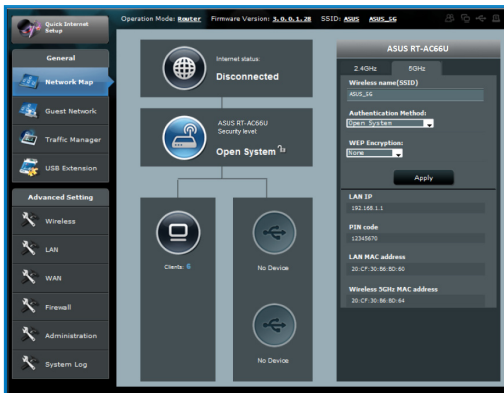 Quick Internet
Setup
Operation Mode: Router Firmware Version: 3.0.0.1.28 SSID: ASUS ASUS_5G
General
Network Map
Guest Network
Traffic Manager
USB Extension
Advanced Setting
Wireless
LAN
WAN
Firewall
Administration
System Log
Internet status:
Disconnected
ASUS RT-AC66U
Security level:
Open System
Clients: 6
No Device
No Device
ASUS RT-AC66U
2.4GHz 5GHz
Wireless name(SSID)
ASUS_5G
Authentication Method:
Open System
WEP Encryption:
None
Apply
LAN IP
192.168.1.1
PIN code
12345670
LAN MAC address
20:CF:30:B6:BD:60
Wireless 5GHz MAC address
20:CF:30:B6:BD:64